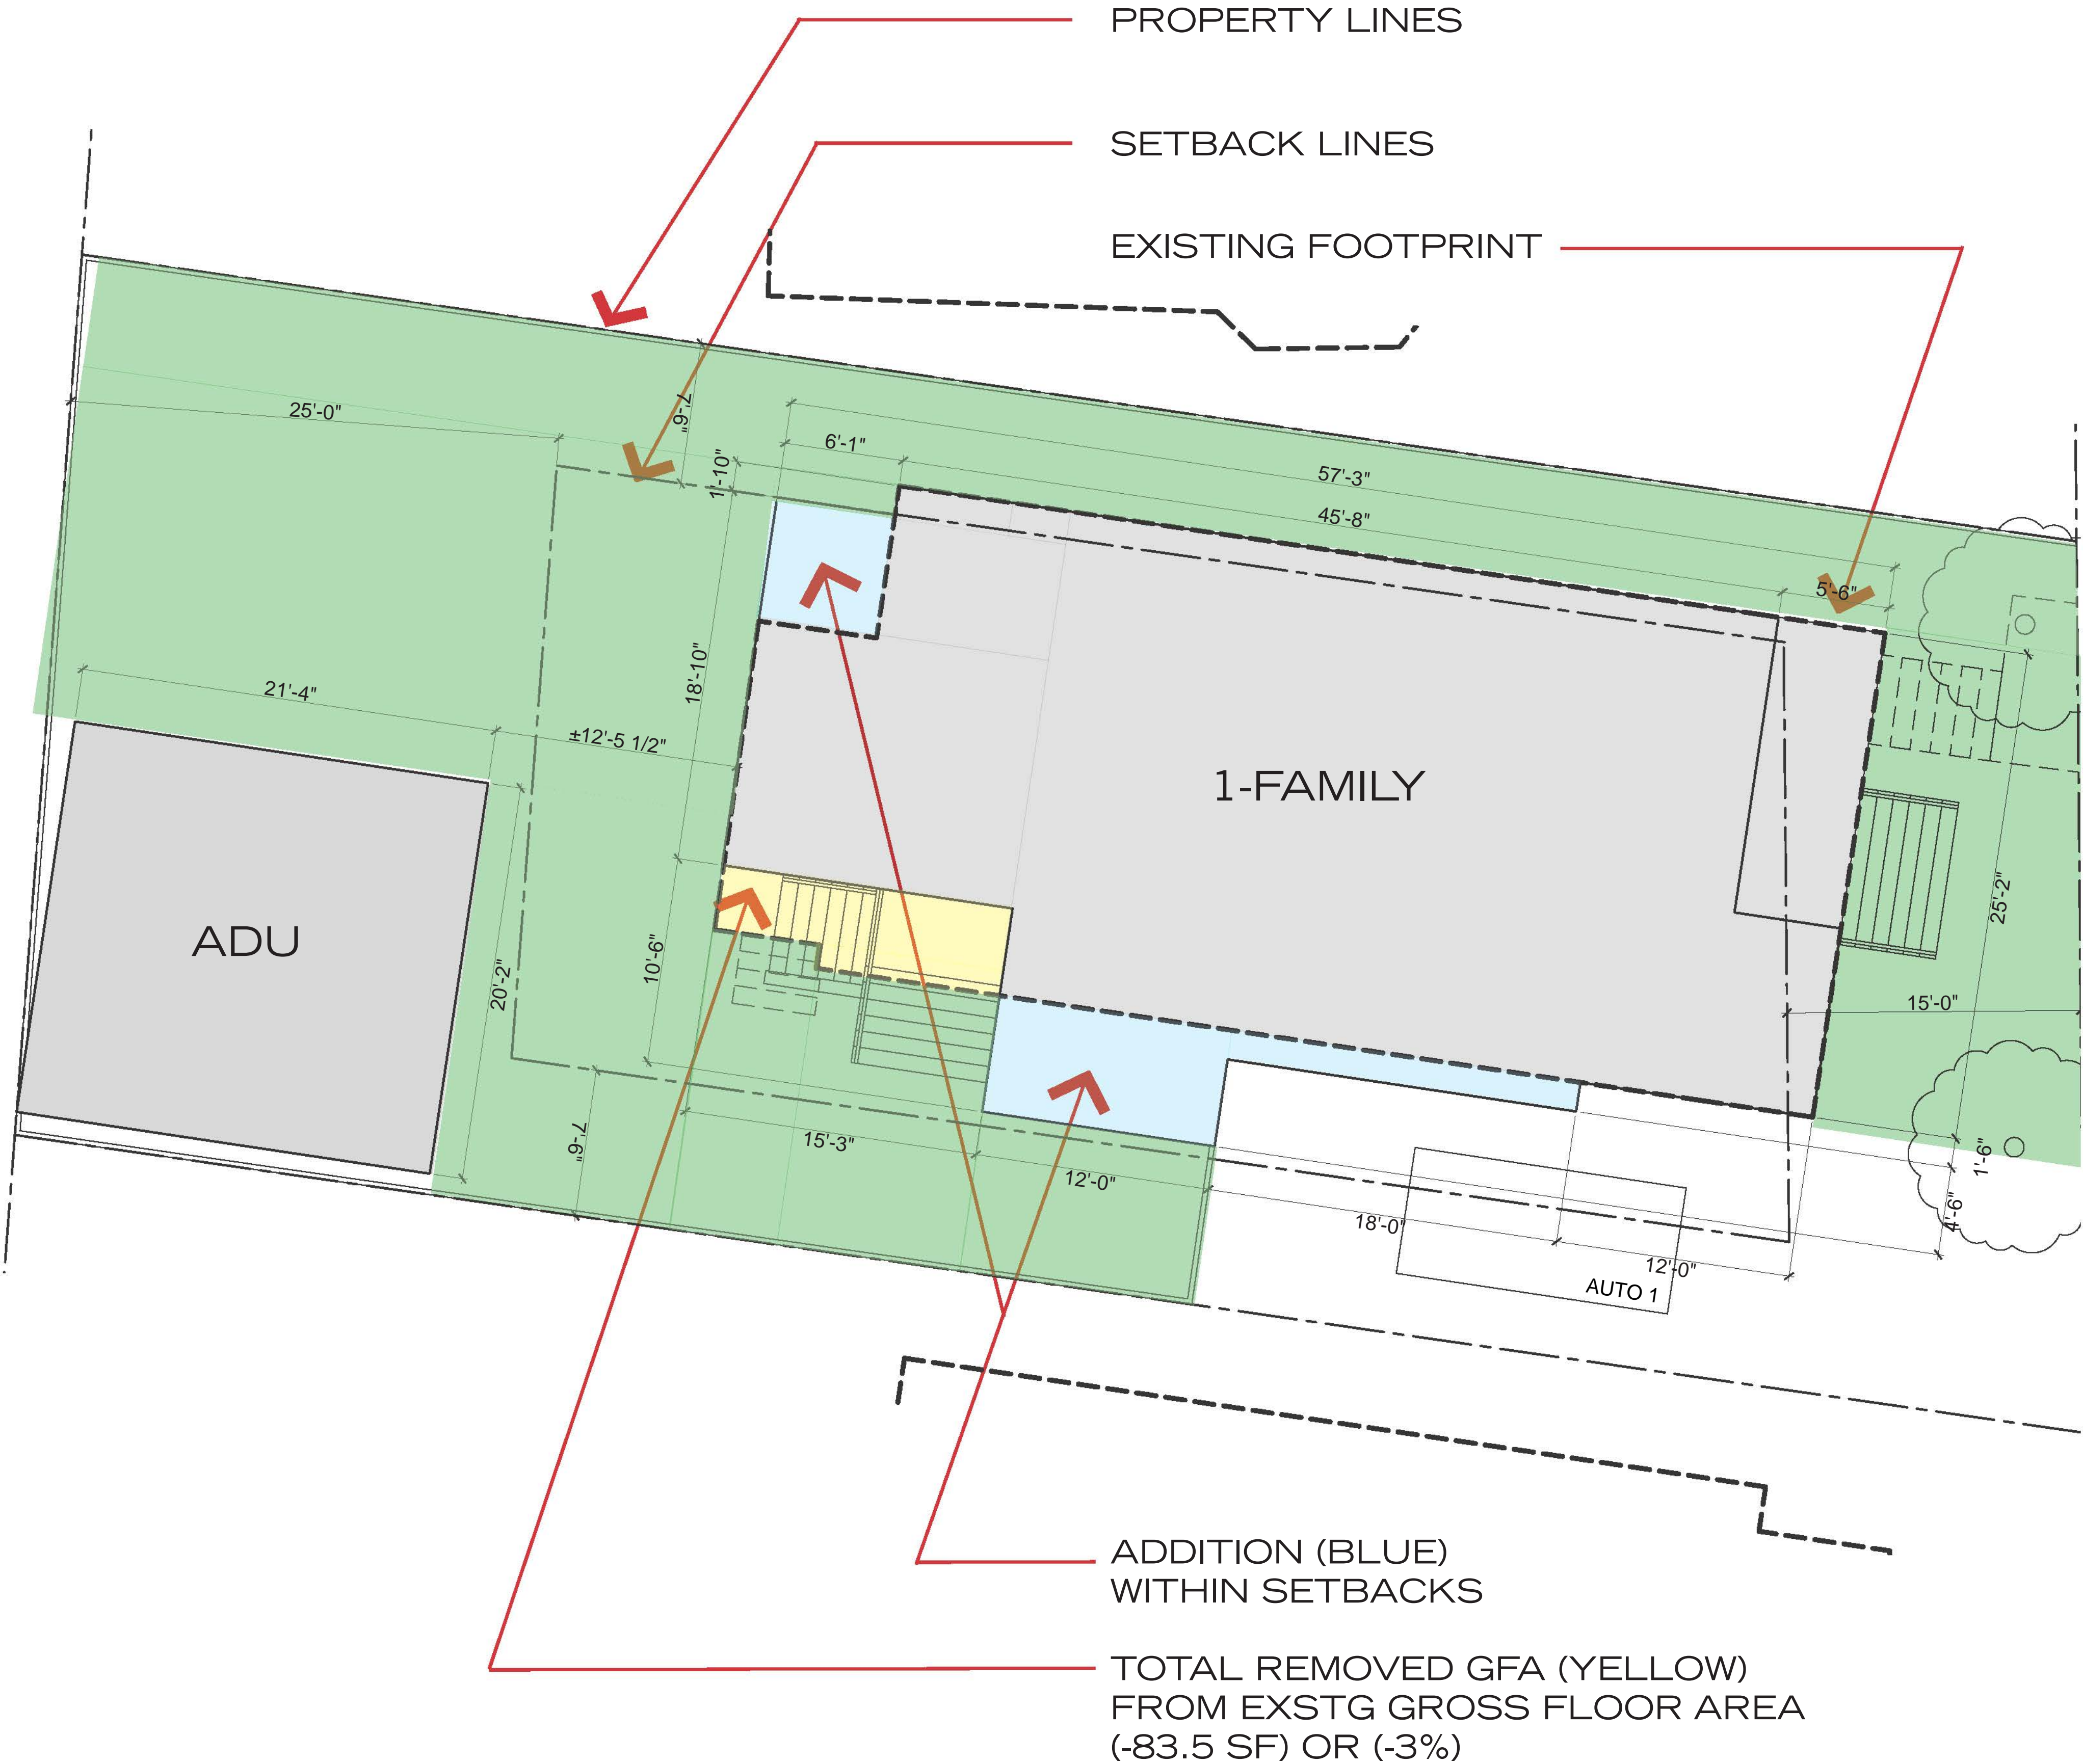 PROPERTY LINES
SETBACK LINES
EXISTING FOOTPRINT
25'-0"
7'-6"
6'-1"
1'-10"
57'-3"
45'-8"
5'-6"
18'-10"
21'-4"
±12'-5 1/2"
1-FAMILY
25'-2"
ADU
10'-6"
20'-2"
15'-0"
7'-6"
15'-3"
12'-0"
1'-6"
4'-6"
18'-0"
12'-0"
AUTO 1
ADDITION (BLUE)
WITHIN SETBACKS
TOTAL REMOVED GFA (YELLOW)
FROM EXSTG GROSS FLOOR AREA
(-83.5 SF) OR (-3%)